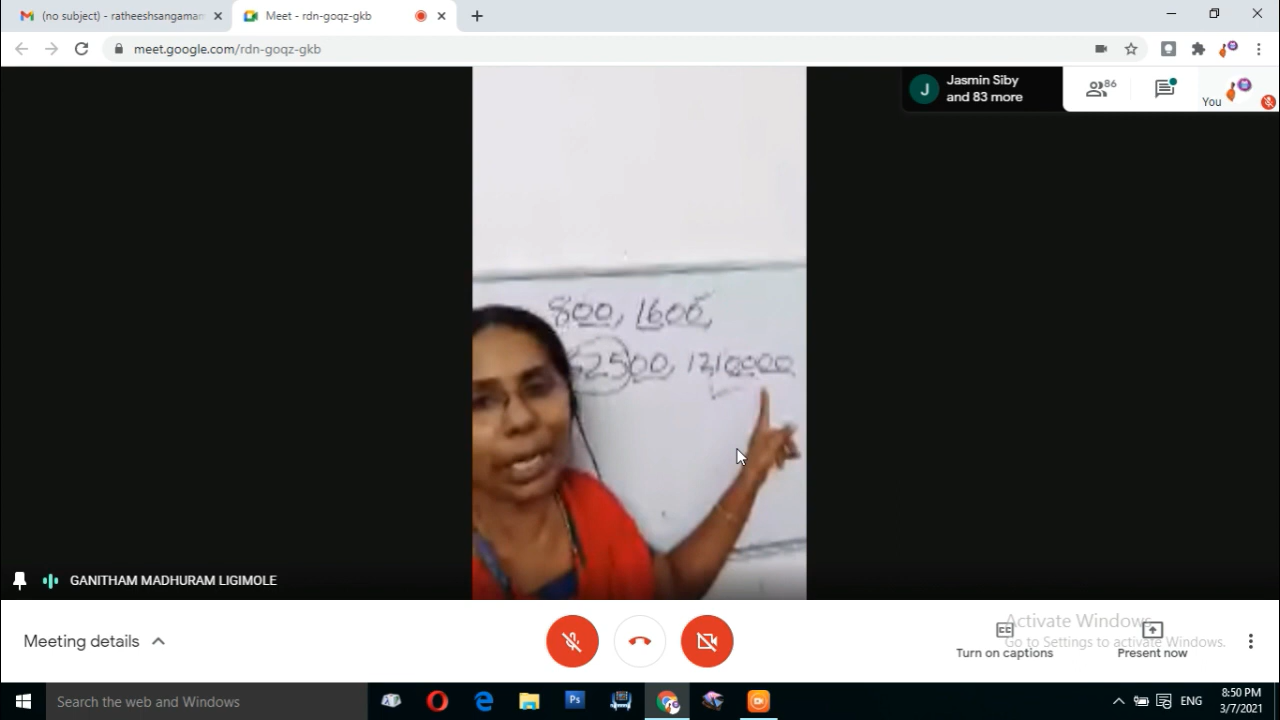 (no subject) - ratheeshsangamam
Meet - rdn-goqz-gkb
meet.google.com/rdn-goqz-gkb
J
Jasmin Siby
and 83 more
86
You
800, 1600,
2500, 1210000
GANITHAM MADHURAM LIGIMOLE
Meeting details
CC
Turn on captions
Present now
Activate Windows
Go to Settings to activate Windows.
Search the web and Windows
Ps
ENG
8:50 PM
3/7/2021